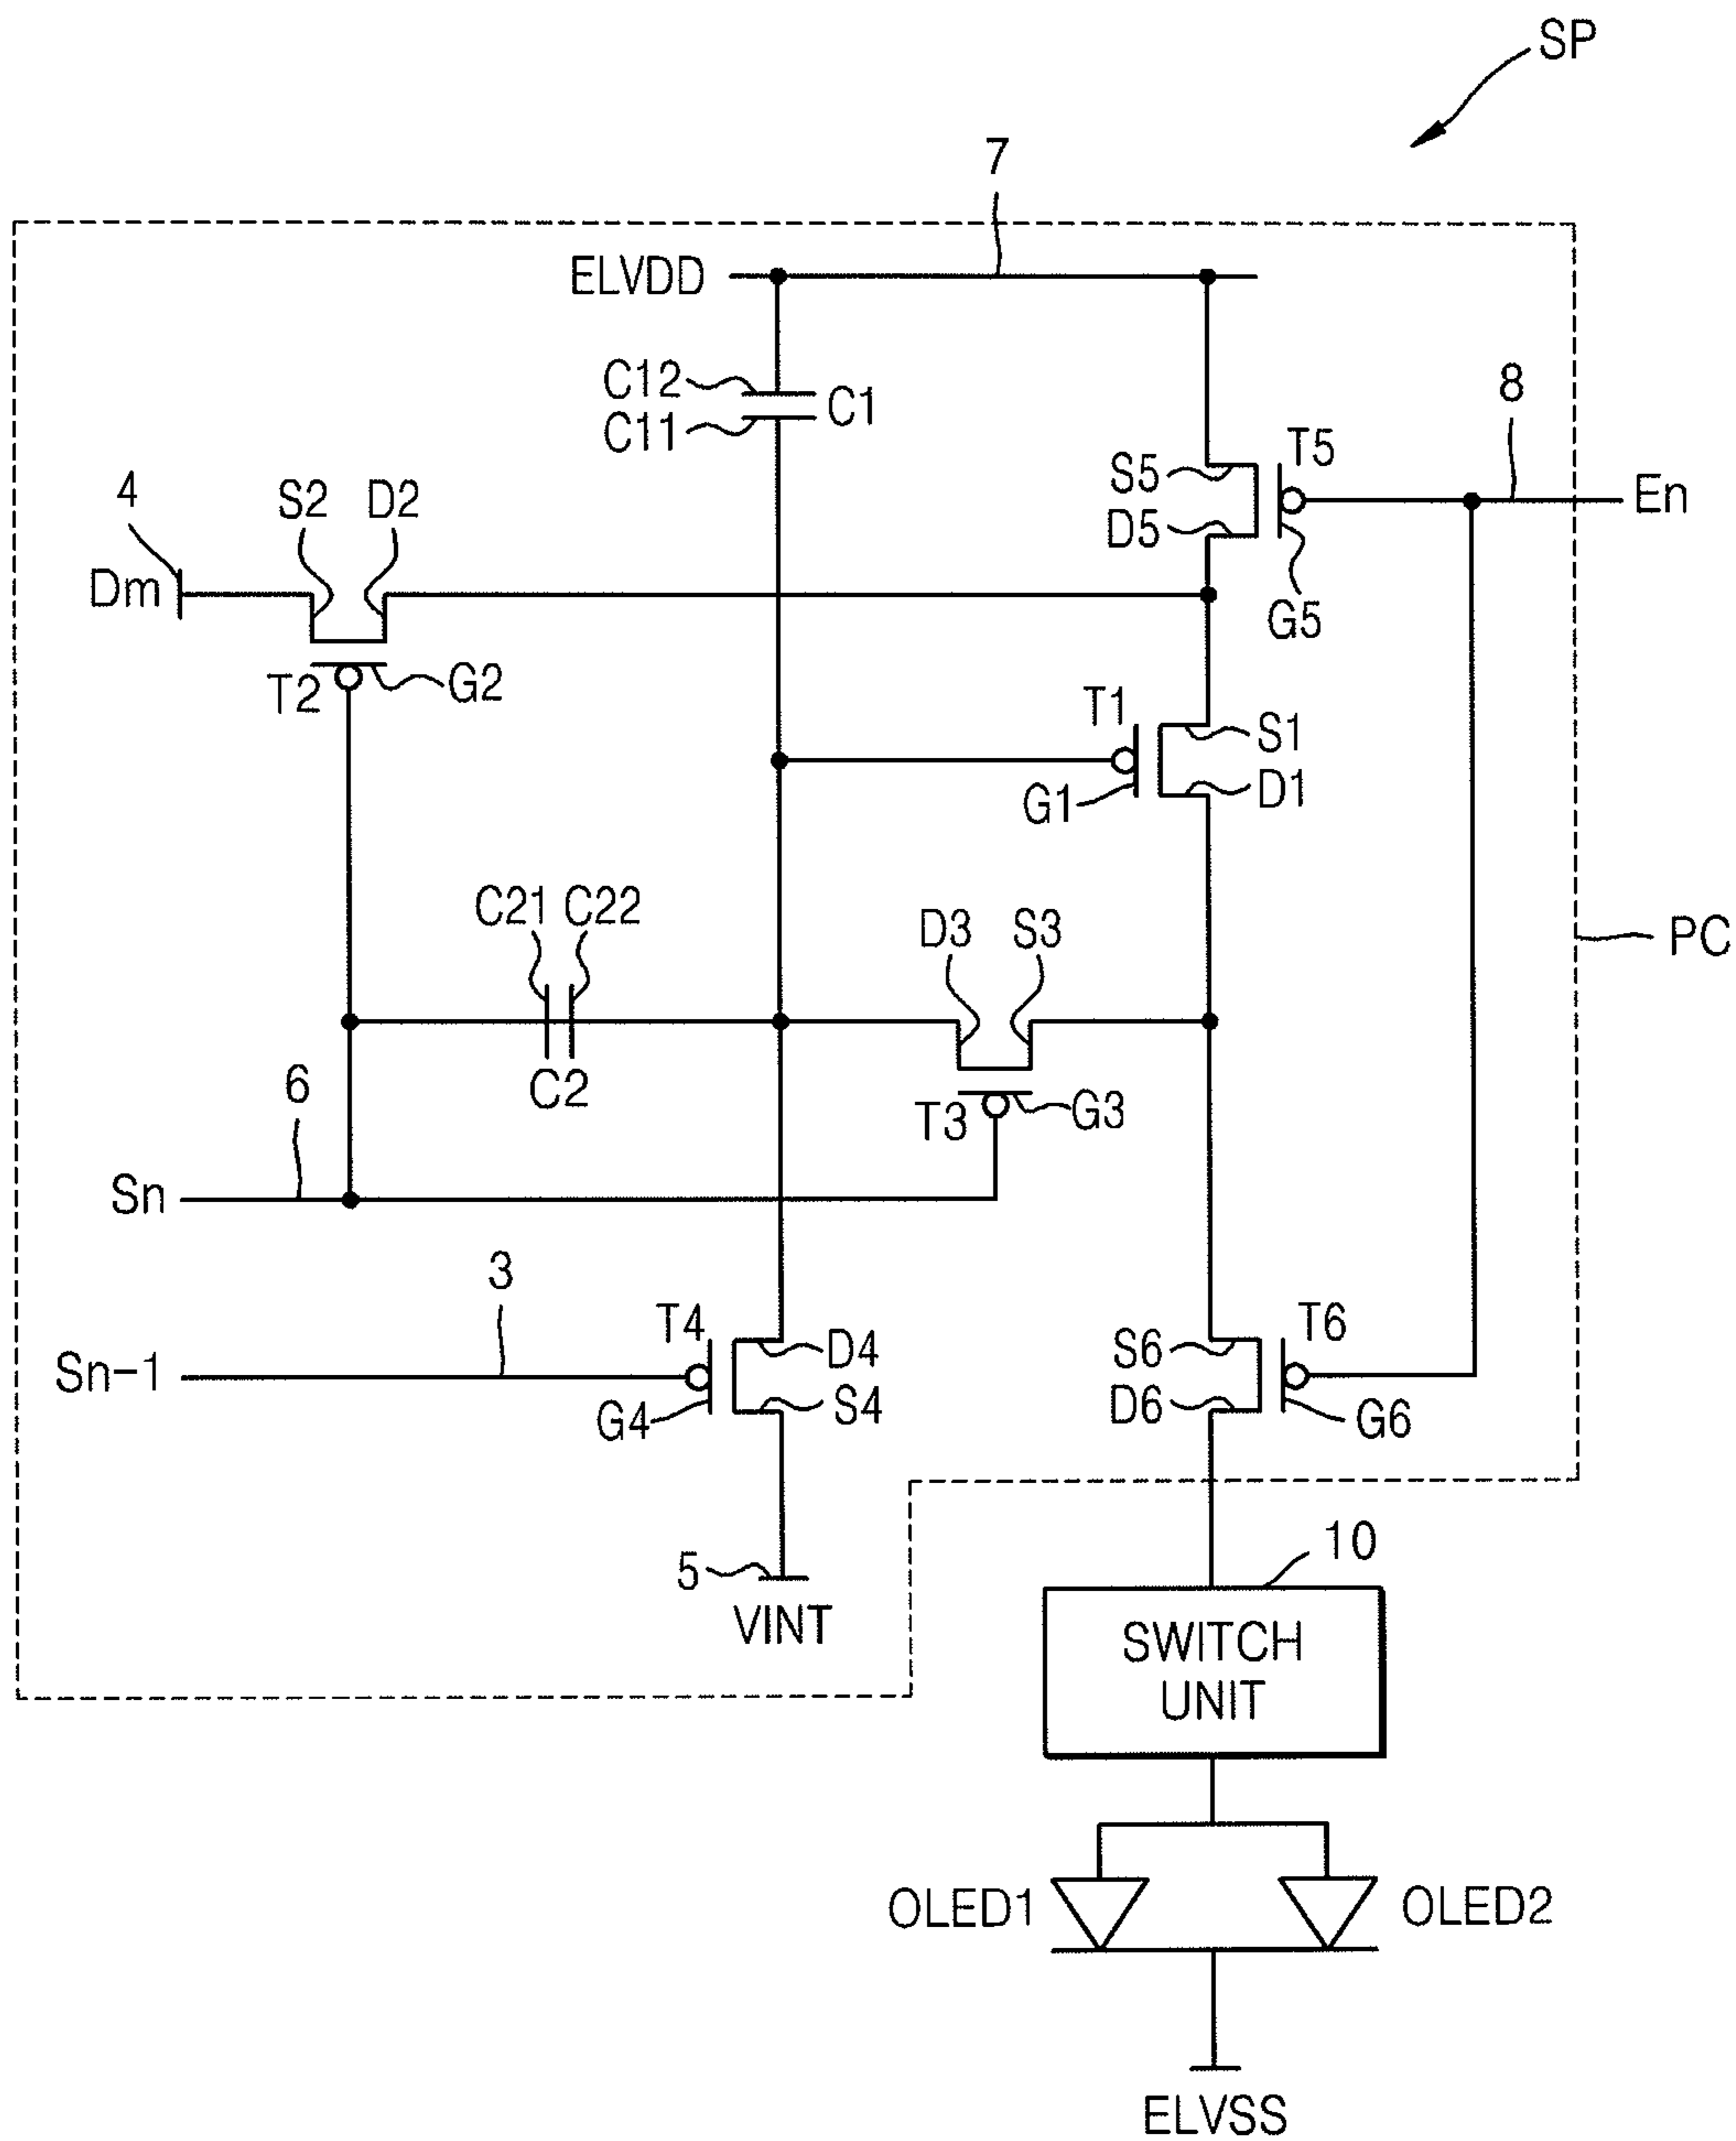 SP
7
ELVDD
C12
C11
C1
8
T5
S5
D5
En
4
S2
D2
Dm
G5
T2
G2
T1
S1
D1
G1
C21
C22
D3
S3
PC
C2
6
T3
G3
Sn
3
T4
D4
T6
S6
Sn-1
G4
S4
D6
G6
5
VINT
10
SWITCH
UNIT
OLED1
OLED2
ELVSS